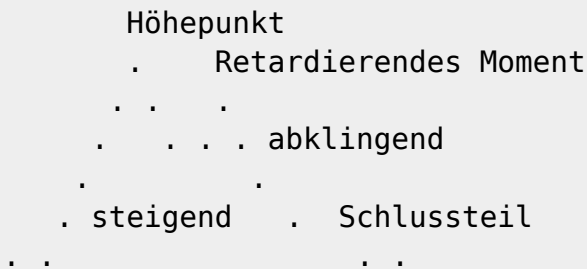 Höhepunkt
. Retardierendes Moment
. . .
. . . . abklingend
. .
. steigend . Schlussteil
. . . .